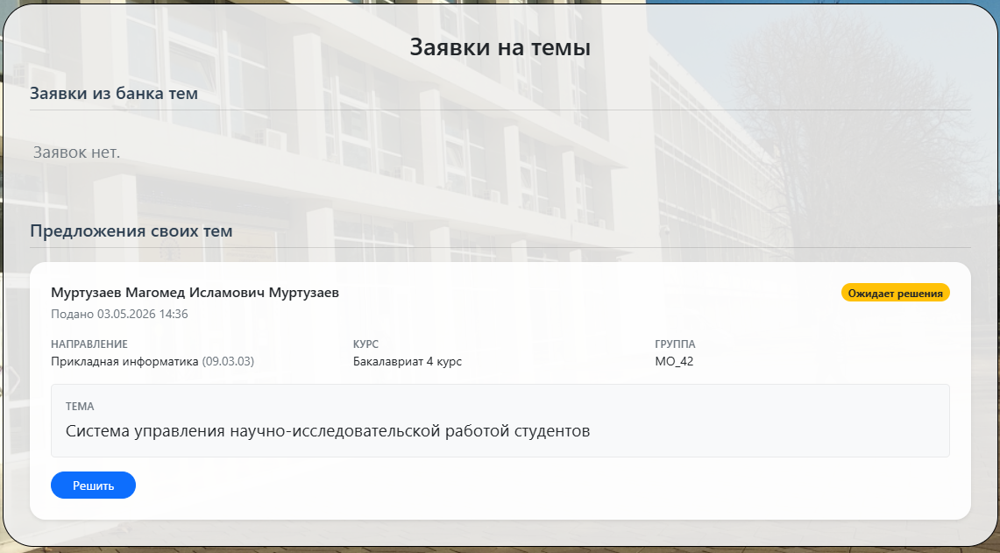 Заявки на темы
Заявки из банка тем
Заявок нет.
Предложения своих тем
Муртузаев Магомед Исламович Муртузаев
Ожидает решения
Подано 03.05.2026 14:36
НАПРАВЛЕНИЕ
Прикладная информатика (09.03.03)
КУРС
Бакалавриат 4 курс
ГРУППА
МО_42
ТЕМА
Система управления научно-исследовательской работой студентов
Решить